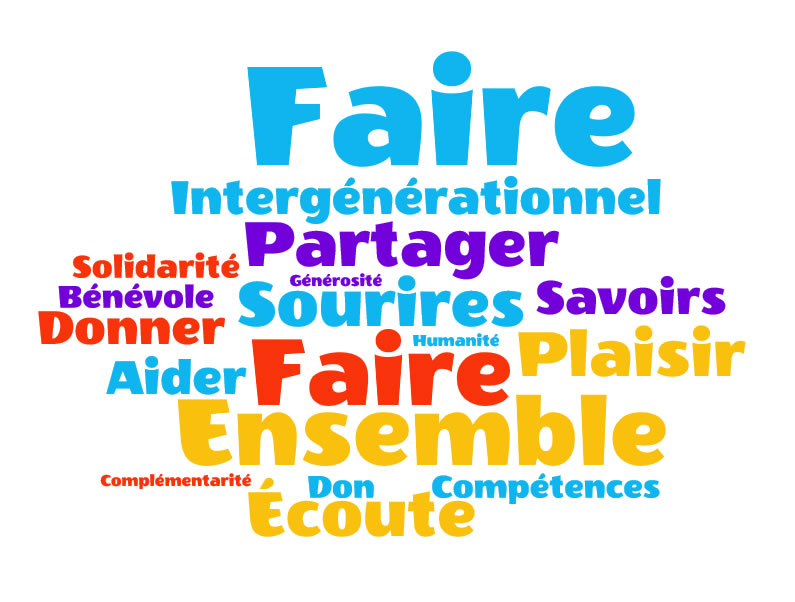 Faire
Intergénérationnel
Partager
Solidarité
Générosité
Bénévole
Sourires
Savoirs
Donner
Humanité
Plaisir
Aider
Faire
Ensemble
Complémentarité
Don
Compétences
Écoute